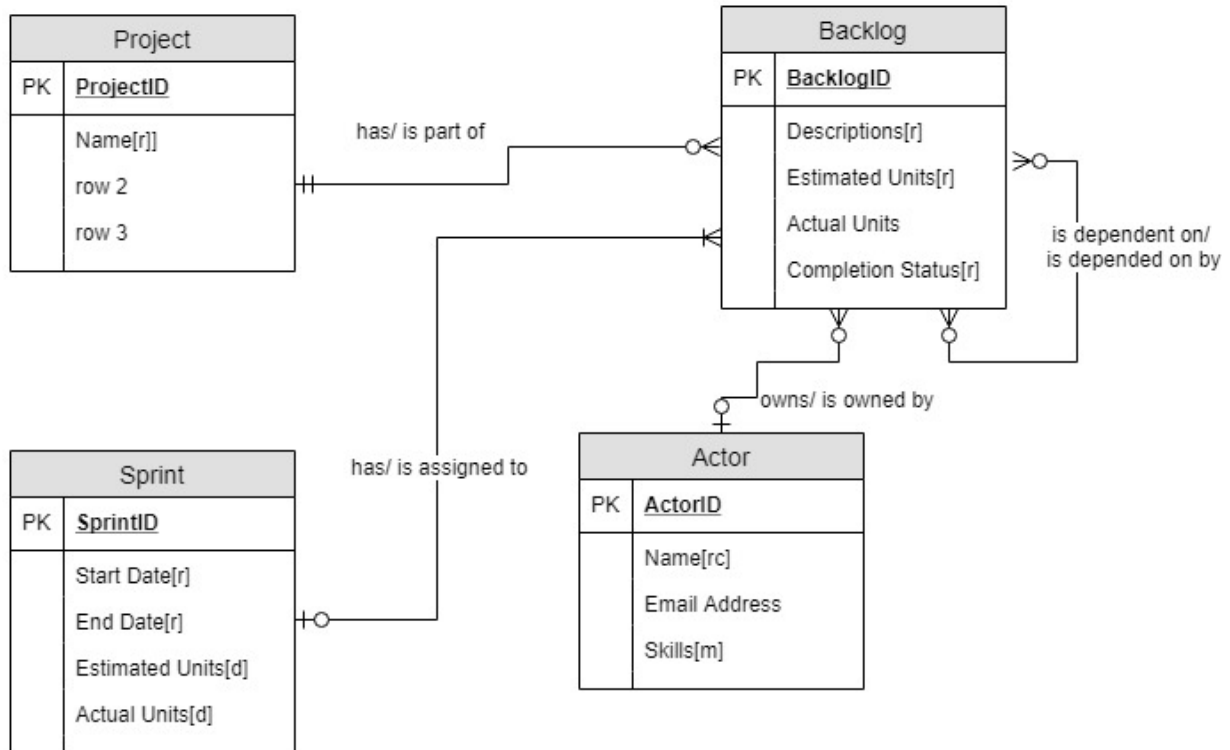 Project
PK ProjectID
Name[r]]
row 2
row 3
has/ is part of
Backlog
PK BacklogID
Descriptions[r]
Estimated Units[r]
Actual Units
Completion Status[r]
is dependent on/
is depended on by
owns/ is owned by
has/ is assigned to
Sprint
PK SprintID
Start Date[r]
End Date[r]
Estimated Units[d]
Actual Units[d]
Actor
PK ActorID
Name[rc]
Email Address
Skills[m]